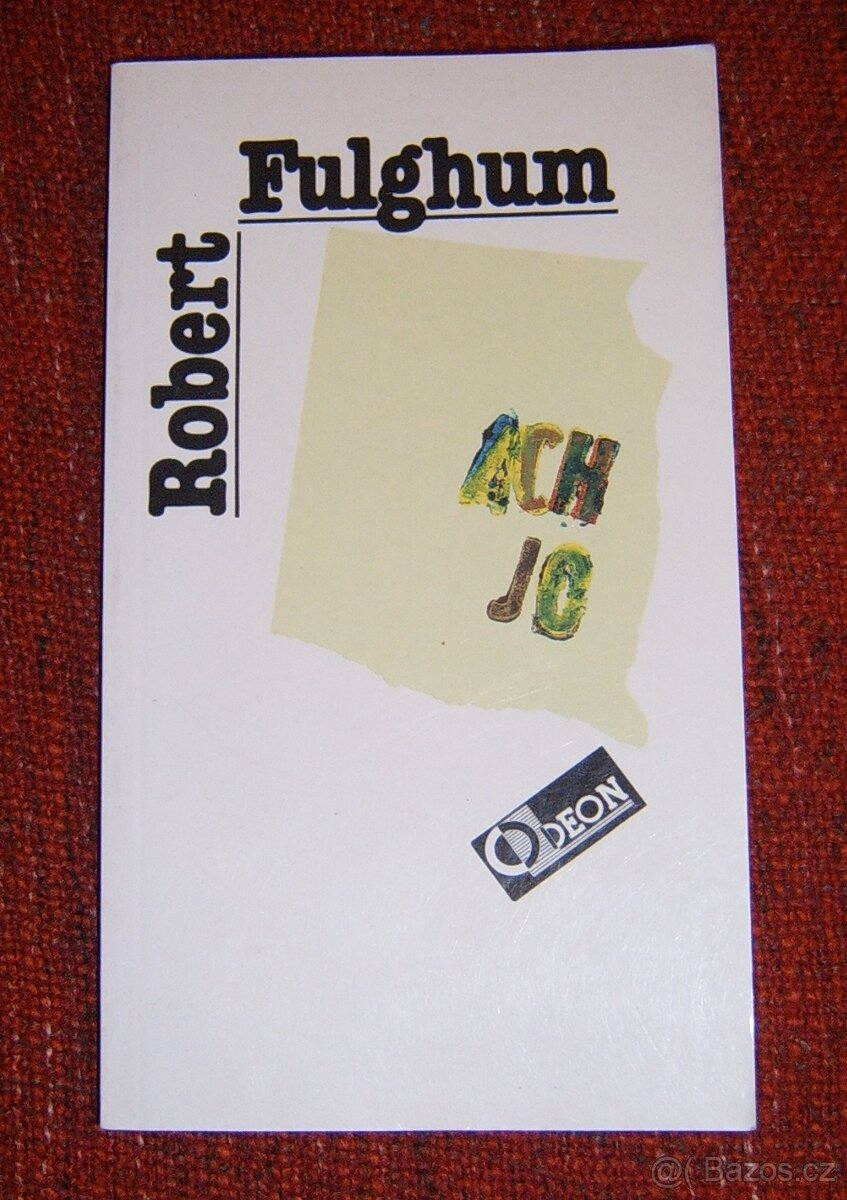 Robert
Fulghum
ACH
JO
ODEON
@( Bazos.cz